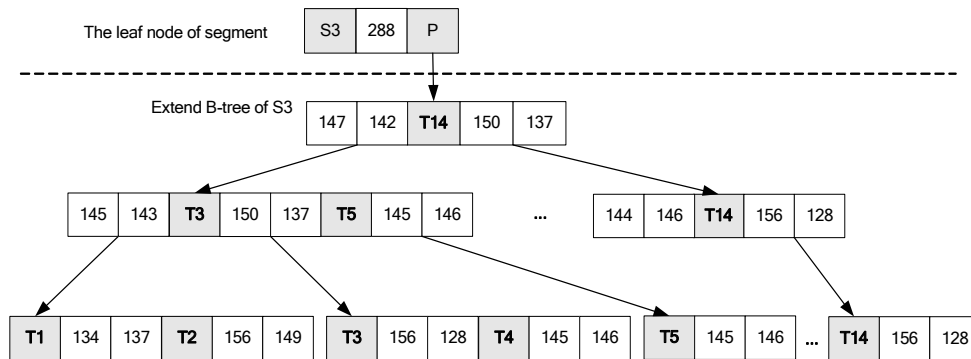 The leaf node of segment S3 288 P
Extend B-tree of S3
147 142 T14 150 137
145 143 T3 150 137 T5 145 146 ... 144 146 T14 156 128
T1 134 137 T2 156 149 T3 156 128 T4 145 146 T5 145 146 ... T14 156 128